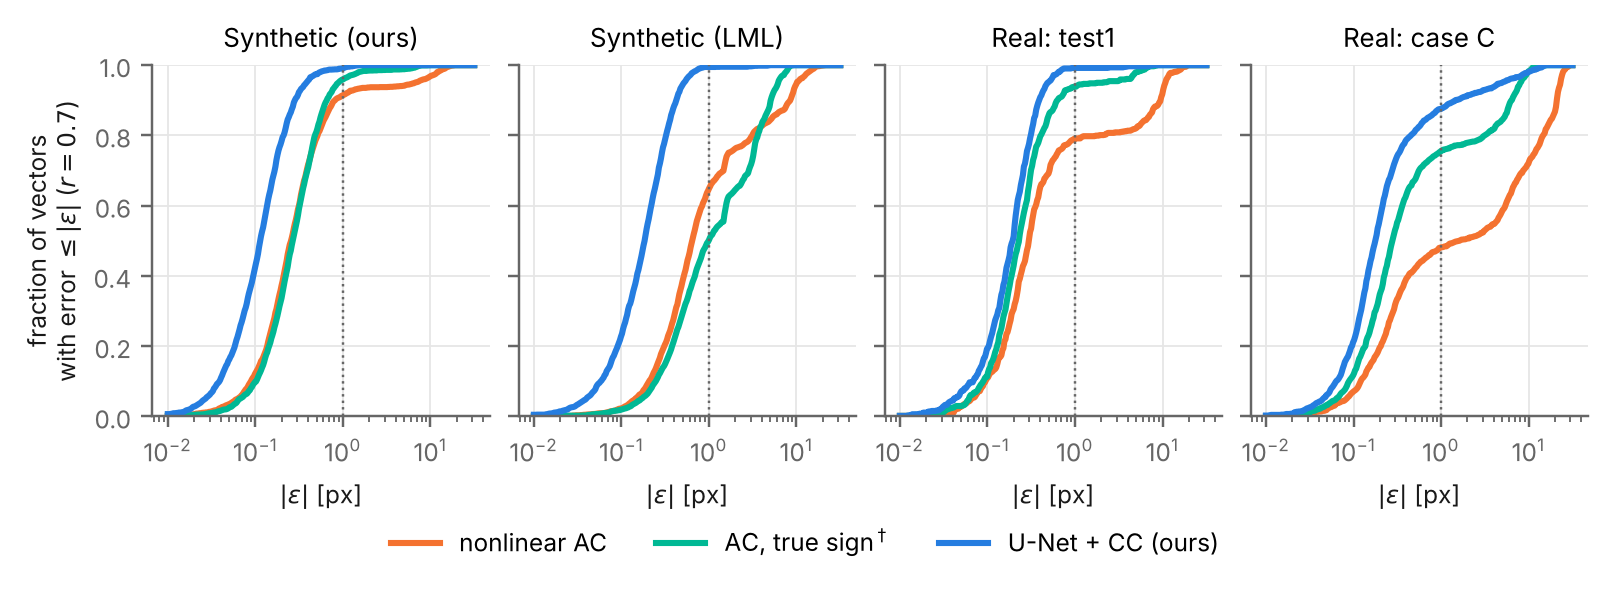 Synthetic (ours)
Synthetic (LML)
Real: test1
Real: case C
fraction of vectors
with error ≤|ε| (r = 0.7)
1.0
0.8
0.6
0.4
0.2
0.0
10⁻² 10⁻¹ 10⁰ 10¹
10⁻² 10⁻¹ 10⁰ 10¹
10⁻² 10⁻¹ 10⁰ 10¹
10⁻² 10⁻¹ 10⁰ 10¹
|ε| [px]
|ε| [px]
|ε| [px]
|ε| [px]
nonlinear AC
AC, true sign†
U-Net + CC (ours)